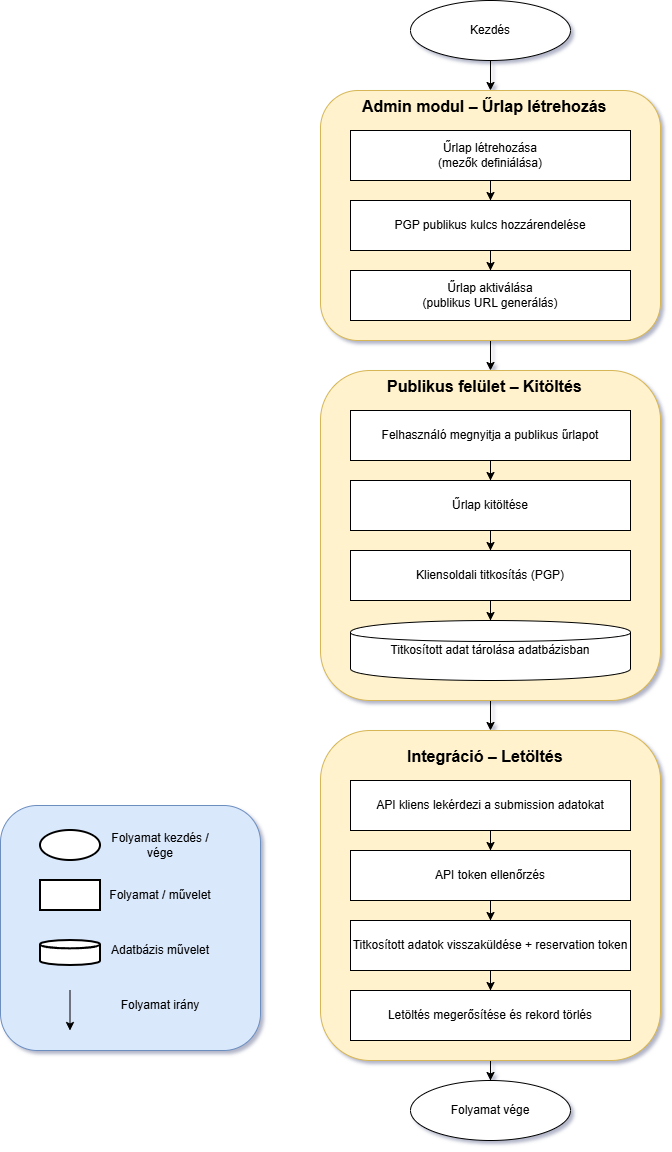 Kezdés
Admin modul – Űrlap létrehozás
Űrlap létrehozása
(mezők definiálása)
PGP publikus kulcs hozzárendelése
Űrlap aktiválása
(publikus URL generálás)
Publikus felület – Kitöltés
Felhasználó megnyitja a publikus űrlapot
Űrlap kitöltése
Kliensoldali titkosítás (PGP)
Titkosított adat tárolása adatbázisban
Integráció – Letöltés
API kliens lekérdezi a submission adatokat
API token ellenőrzés
Titkosított adatok visszaküldése + reservation token
Letöltés megerősítése és rekord törlés
Folyamat vége
Folyamat kezdés /
vége
Folyamat / művelet
Adatbázis művelet
Folyamat irány